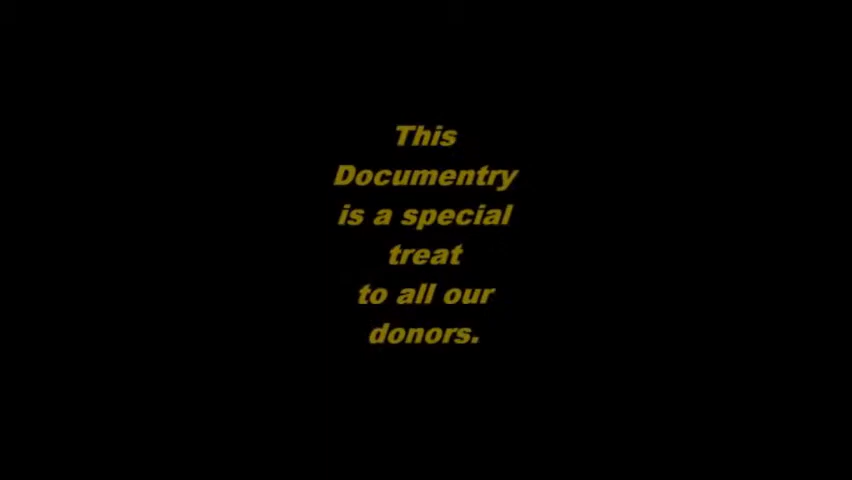 This
Documentry
is a special
treat
to all our
donors.